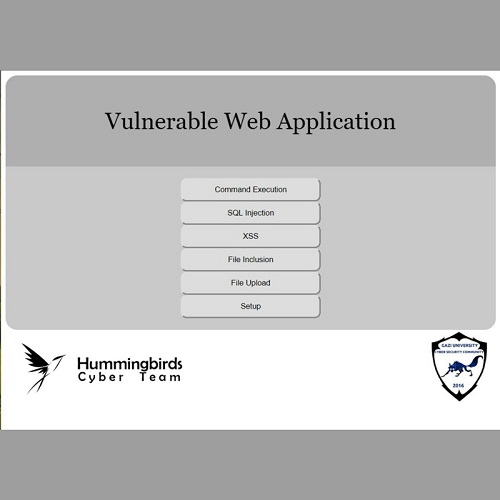 Vulnerable Web Application
Command Execution
SQL Injection
XSS
File Inclusion
File Upload
Setup
Hummingbirds
Cyber Team
GAZI UNIVERSITY
CYBER SECURITY COMMUNITY
2016